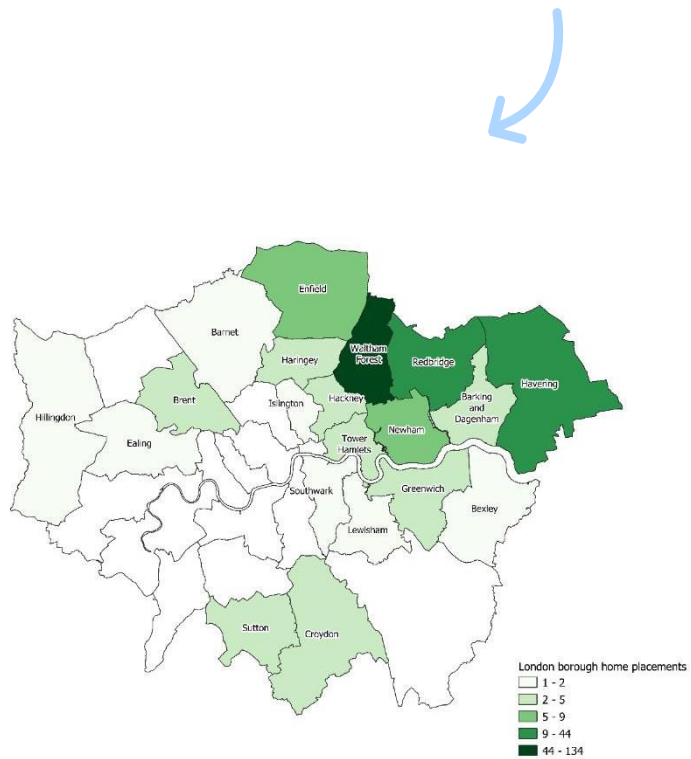 Enfield
Barnet
Waltham
Forest
Haringey
Redbridge
Havering
Brent
Hackney
Islington
Barking
and
Dagenham
Hillingdon
Ealing
Newham
Tower
Hamlets
Southwark
Greenwich
Bexley
Lewisham
Sutton
Croydon
London borough home placements
1 - 2
2 - 5
5 - 9
9 - 44
44 - 134